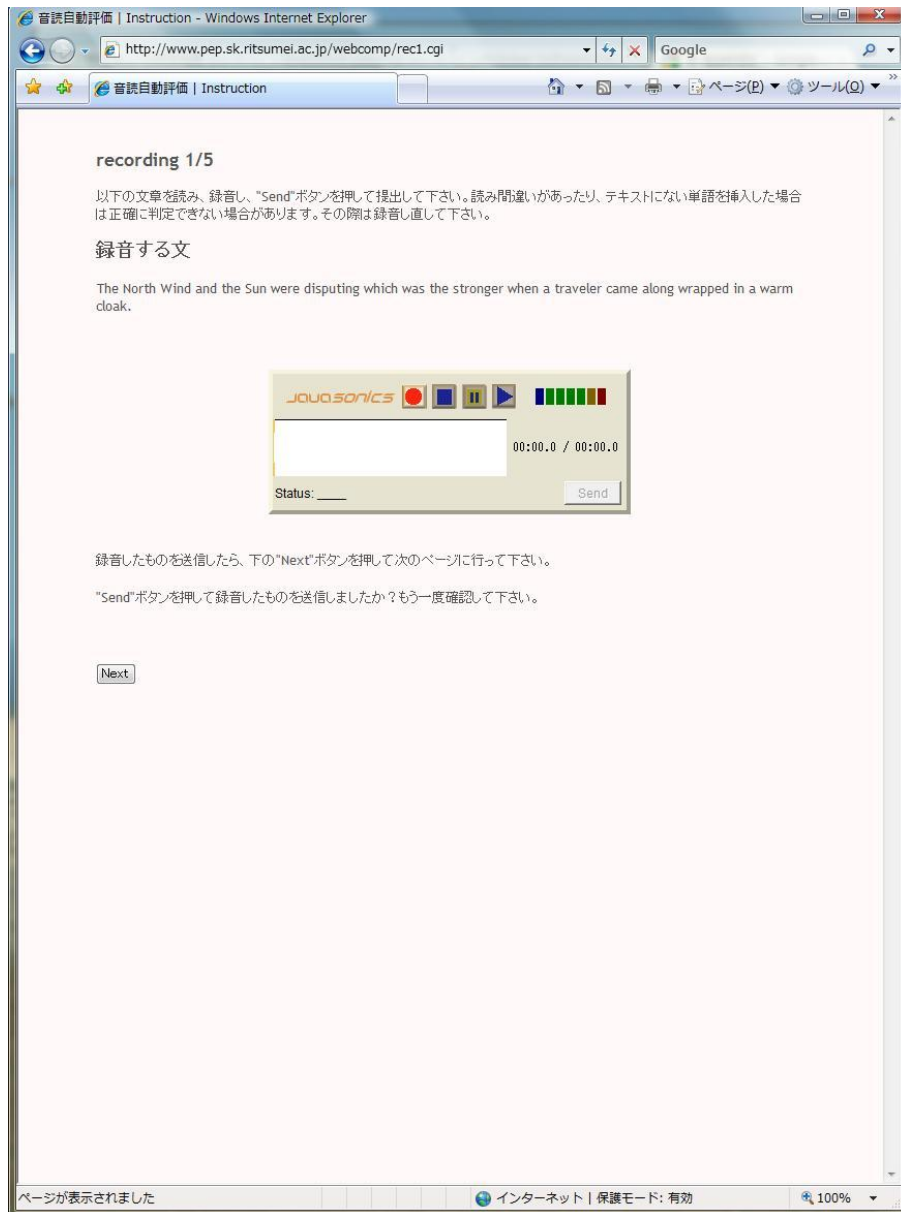 音読自動評価 | Instruction - Windows Internet Explorer
http://www.pep.sk.ritsumei.ac.jp/webcomp/rec1.cgi
Google
音読自動評価 | Instruction
ページ(P)
ツール(O)
recording 1/5
以下の文章を読み、録音し、"Send"ボタンを押して提出して下さい。読み間違いがあったり、テキストにない単語を挿入した場合
は正確に判定できない場合があります。その際は録音し直して下さい。
録音する文
The North Wind and the Sun were disputing which was the stronger when a traveler came along wrapped in a warm
cloak.
Javasonics
00:00.0 / 00:00.0
Status: ____
Send
録音したものを送信したら、下の"Next"ボタンを押して次のページに行って下さい。
"Send"ボタンを押して録音したものを送信しましたか？もう一度確認して下さい。
Next
ページが表示されました
インターネット | 保護モード: 有効
100%